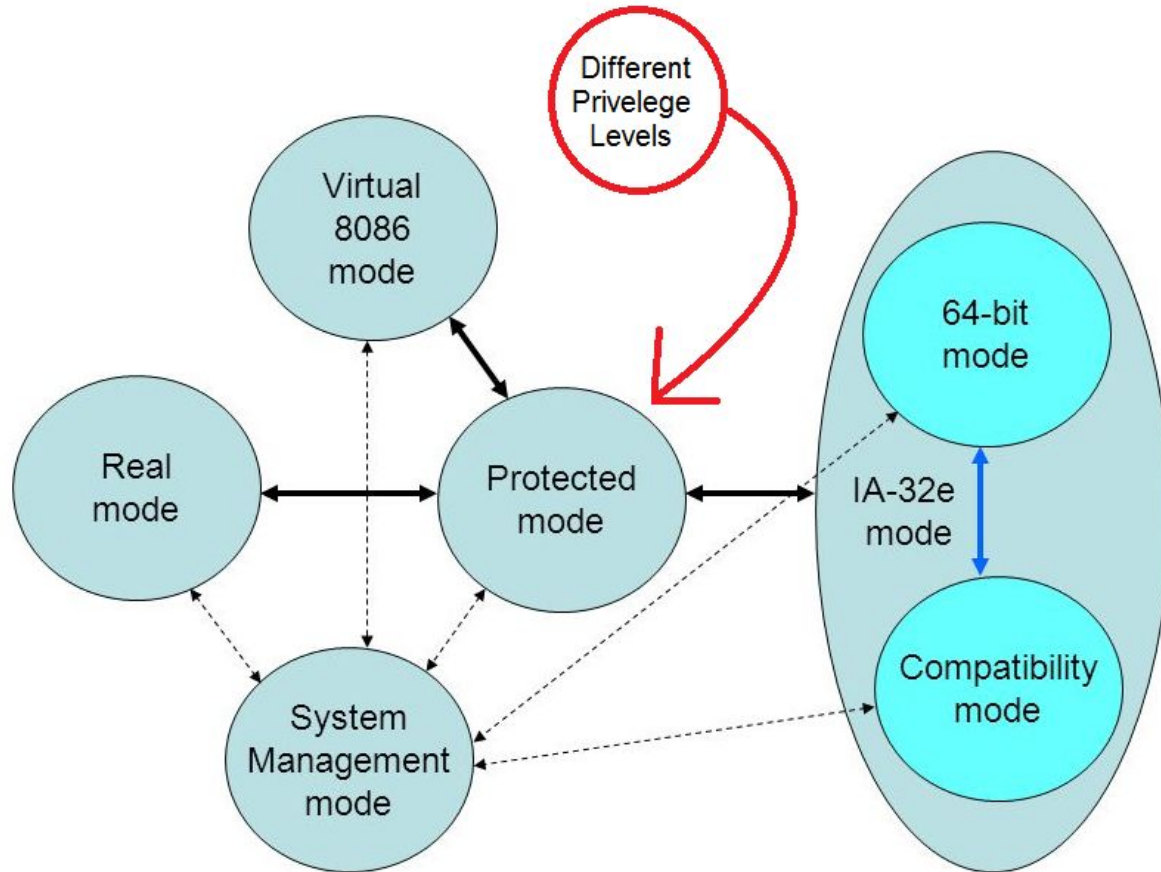 Different
Privelege
Levels
Virtual
8086
mode
64-bit
mode
Real
mode
Protected
mode
IA-32e
mode
Compatibility
mode
System
Management
mode